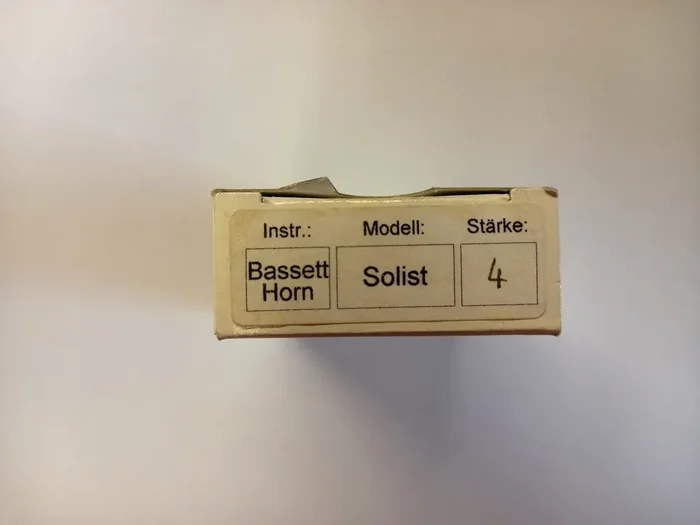 Instr.: Modell: Stärke:
Bassett
Horn Solist 4